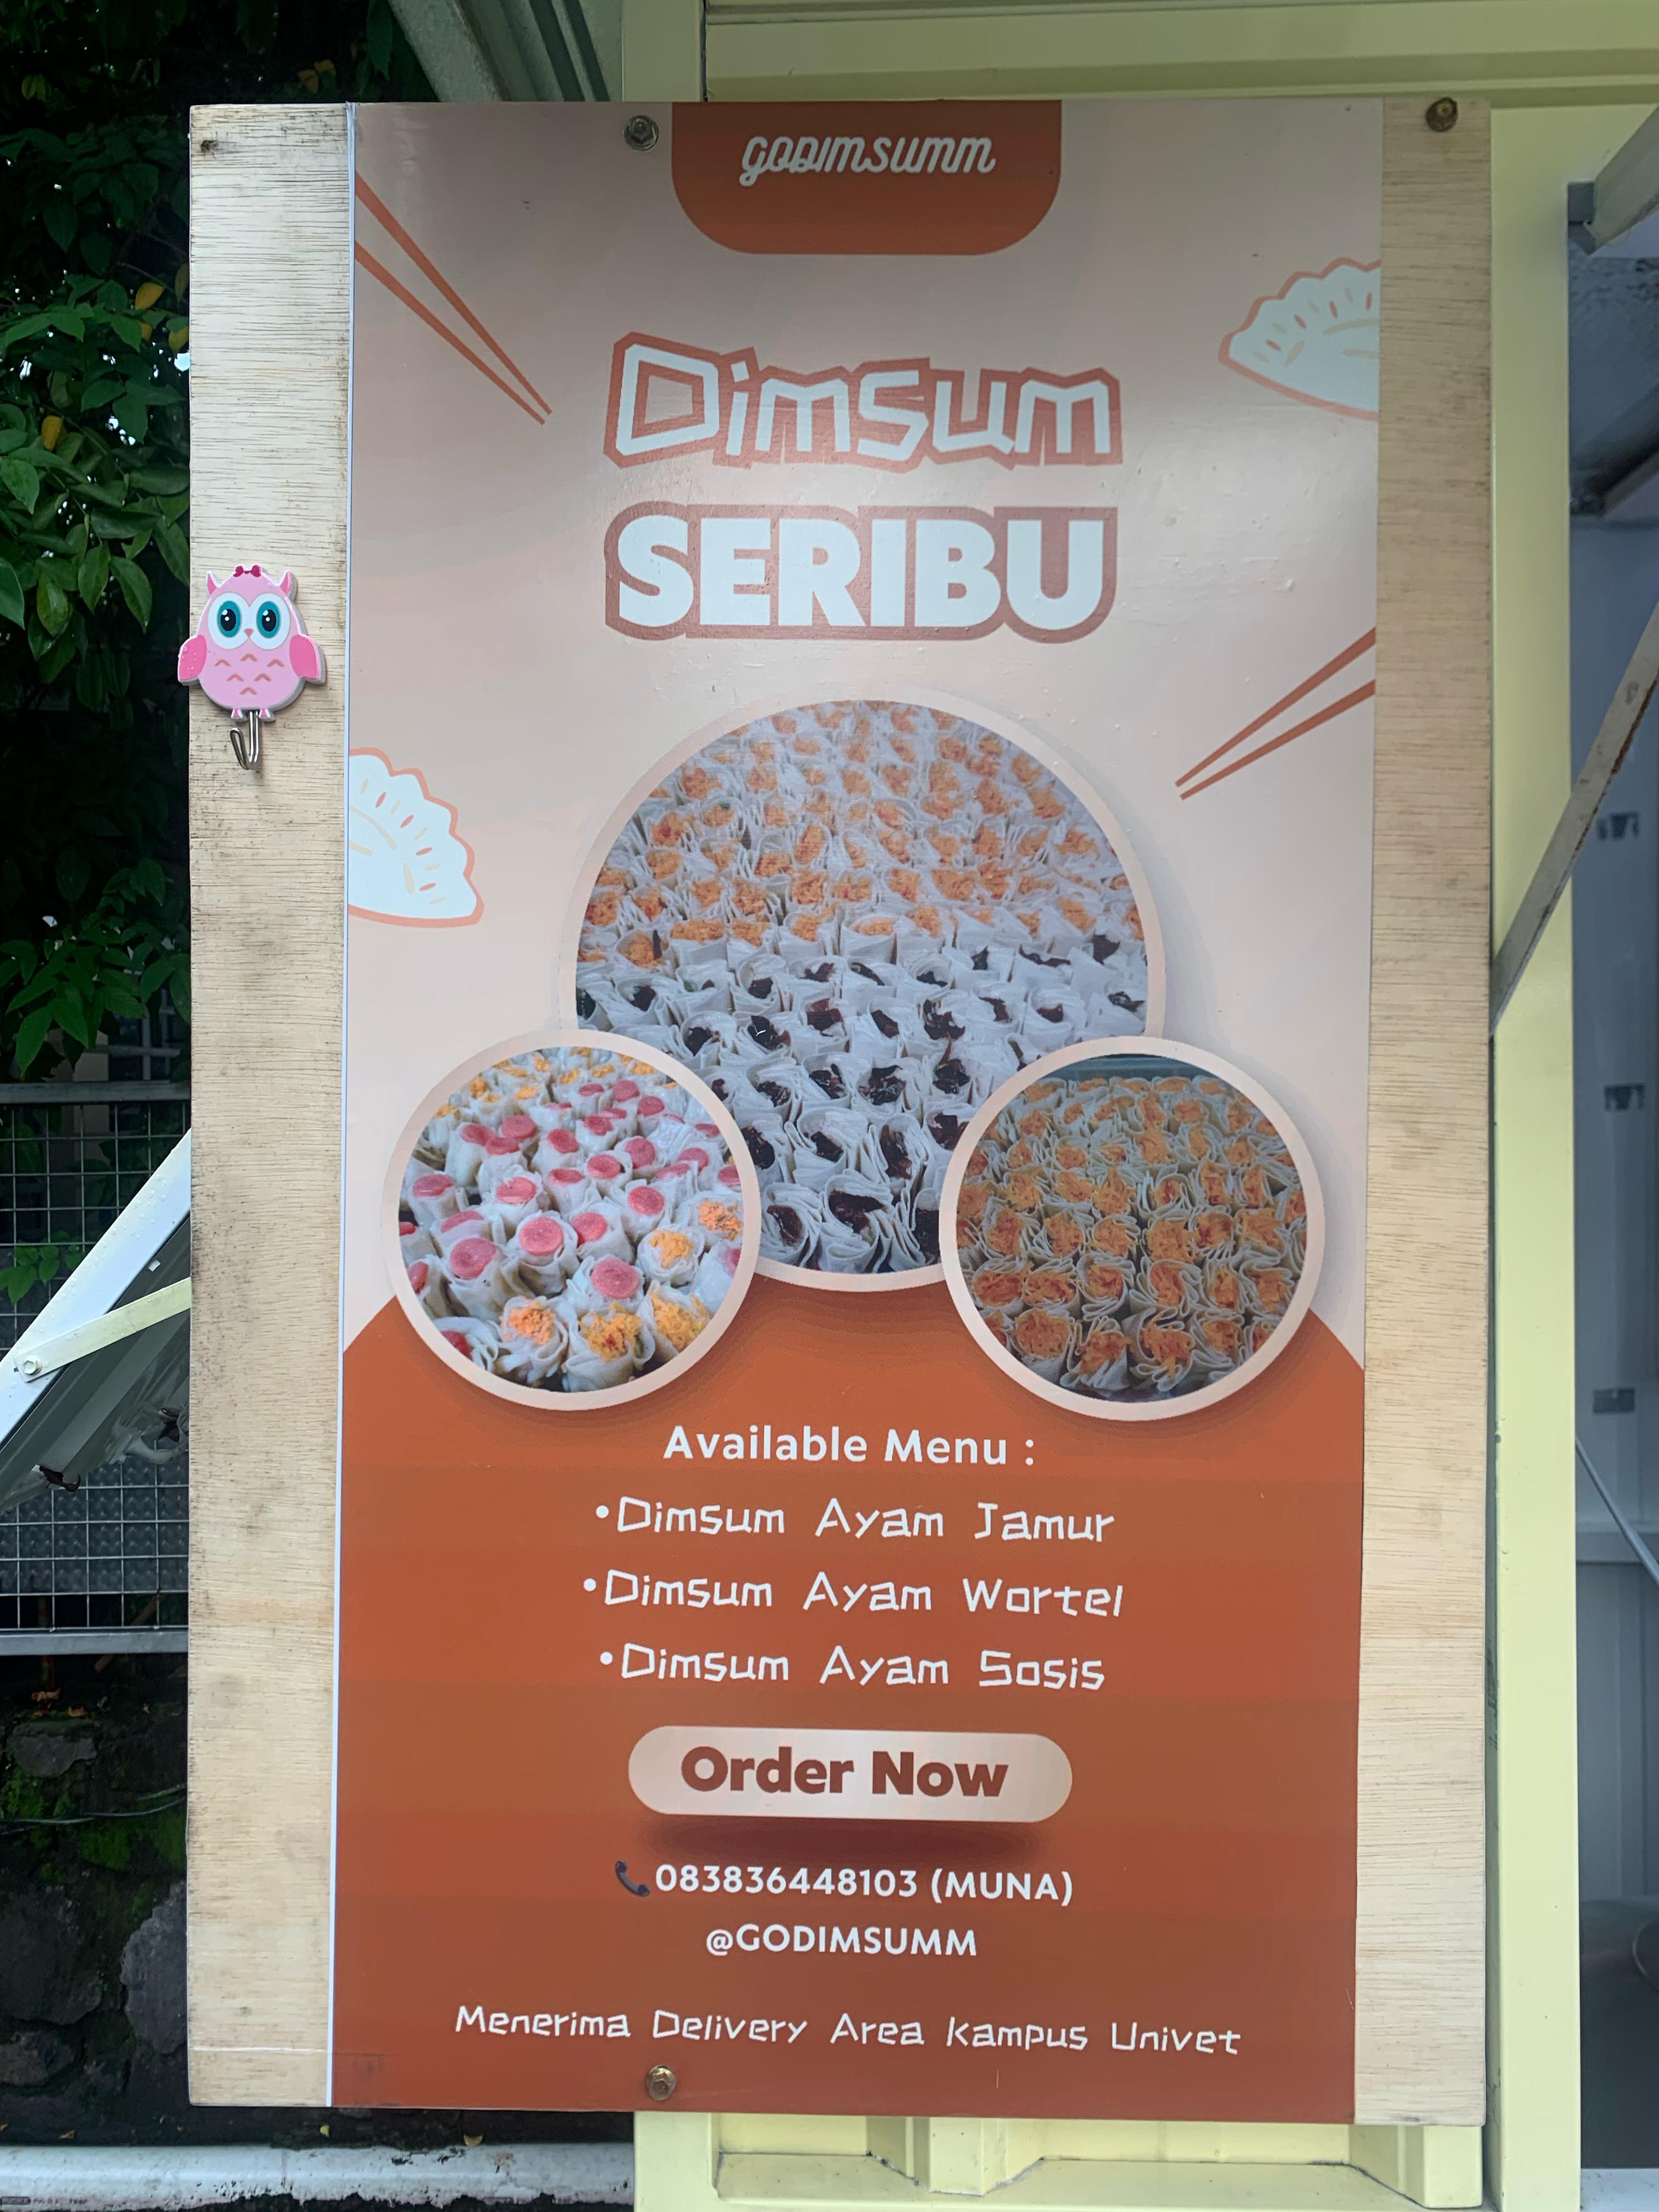 GODIMSUMM
Dimsum
SERIBU
Available Menu :
•Dimsum Ayam Jamur
•Dimsum Ayam Wortel
•Dimsum Ayam Sosis
Order Now
083836448103 (MUNA)
@GODIMSUMM
Menerima Delivery Area Kampus Univet